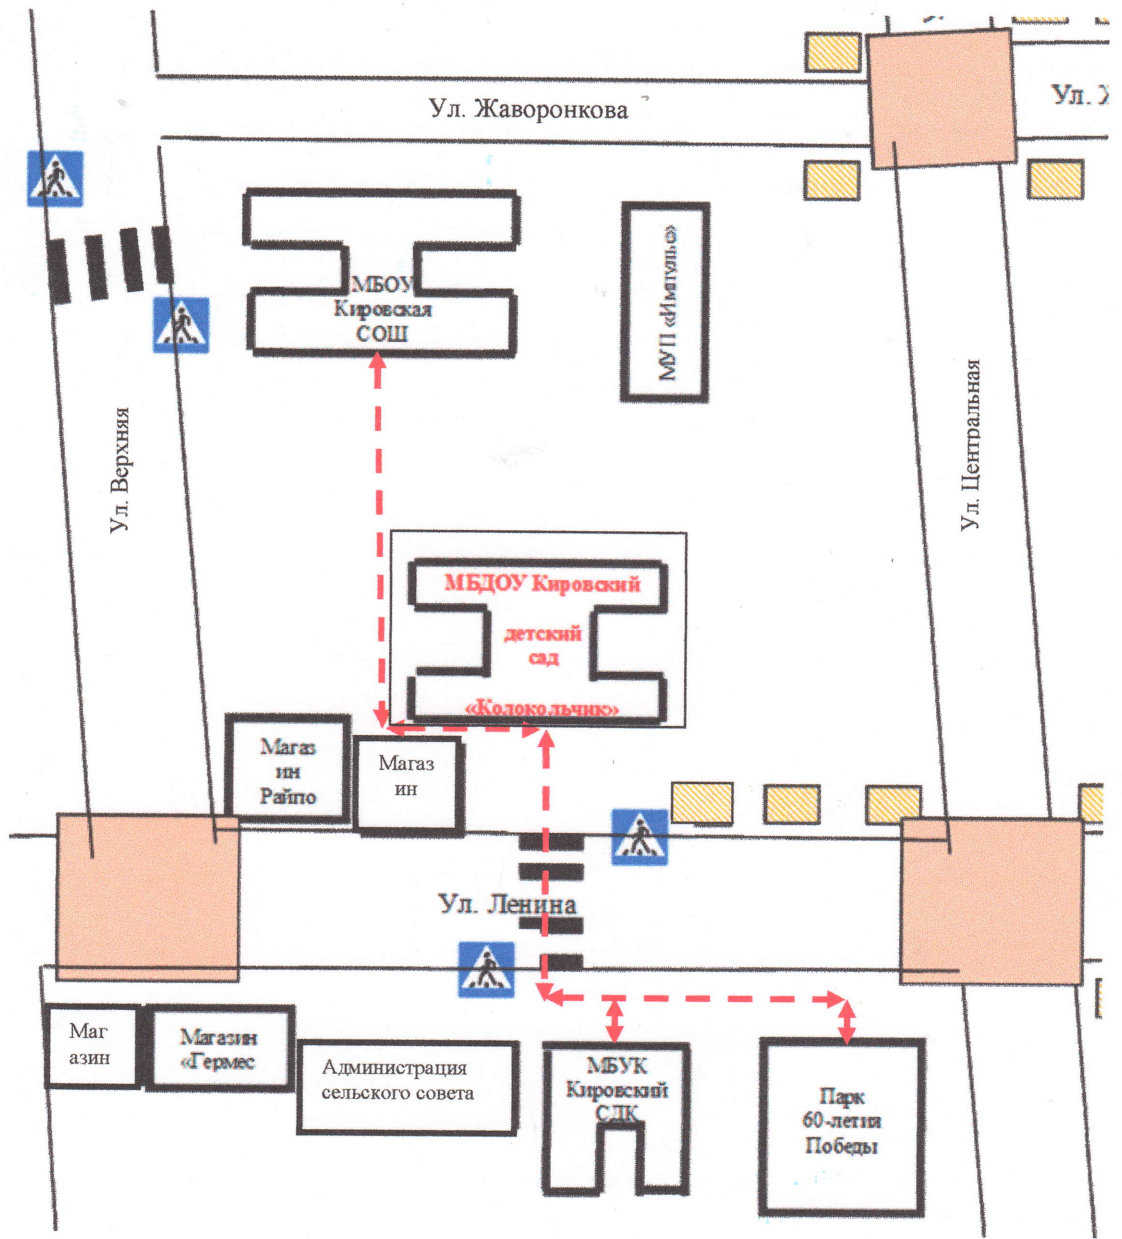 Ул. Жаворонкова
Ул. Ж
МБОУ
Кировская
СОШ
МУП «Импульс»
Ул. Верхняя
Ул. Центральная
МБДОУ Кировский
детский
сад
«Колокольчик»
Магаз
ин
Райпо
Магаз
ин
Ул. Ленина
Маг
азин
Магазин
«Гермес
Администрация
сельского совета
МБУК
Кировский
СДК
Парк
60-летия
Победы